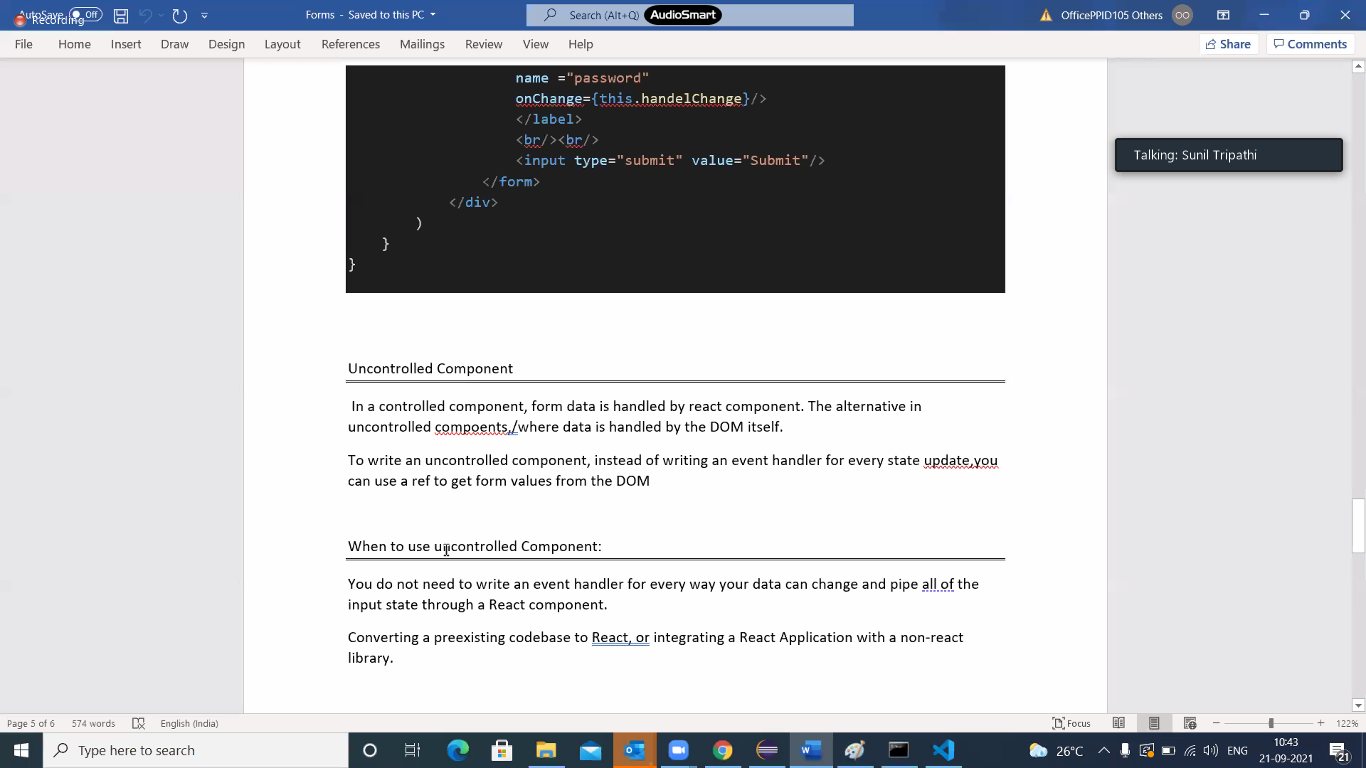 AutoSave Off
Recording
Forms - Saved to this PC
Search (Alt+Q)
AudioSmart
OfficePPID105 Others
OO
File Home Insert Draw Design Layout References Mailings Review View Help
Share
Comments
name ="password"
onChange={this.handelChange}/>
</label>
<br/><br/>
<input type="submit" value="Submit"/>
</form>
</div>
)
}
}
Talking: Sunil Tripathi
Uncontrolled Component
In a controlled component, form data is handled by react component. The alternative in
uncontrolled compoents,/where data is handled by the DOM itself.
To write an uncontrolled component, instead of writing an event handler for every state update,you
can use a ref to get form values from the DOM
When to use uncontrolled Component:
You do not need to write an event handler for every way your data can change and pipe all of the
input state through a React component.
Converting a preexisting codebase to React, or integrating a React Application with a non-react
library.
Page 5 of 6 574 words English (India)
Focus
122%
Type here to search
26°C
ENG
10:43
21-09-2021
21